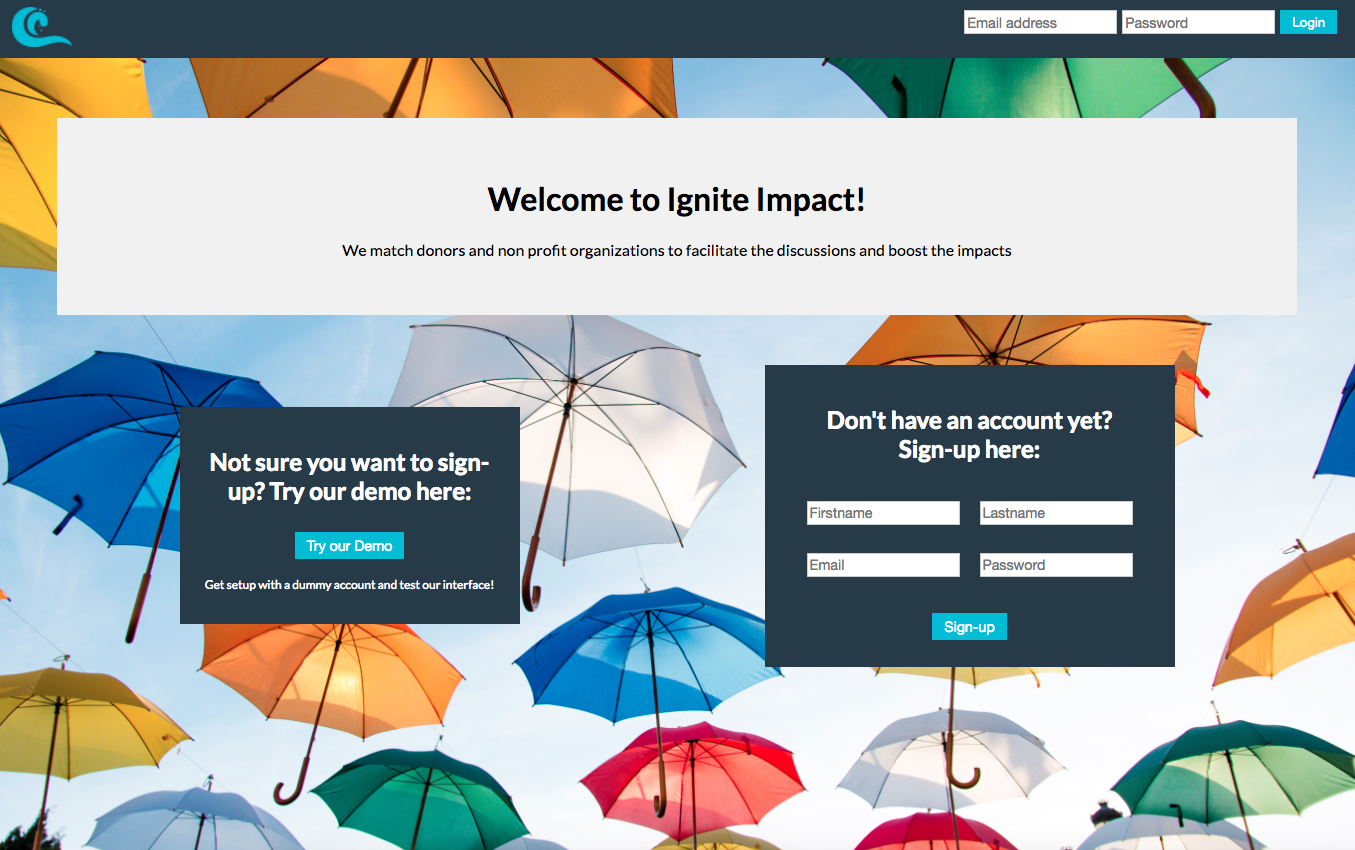 Email address
Password
Login
Welcome to Ignite Impact!
We match donors and non profit organizations to facilitate the discussions and boost the impacts
Not sure you want to sign-
up? Try our demo here:
Try our Demo
Get setup with a dummy account and test our interface!
Don't have an account yet?
Sign-up here:
Firstname
Lastname
Email
Password
Sign-up